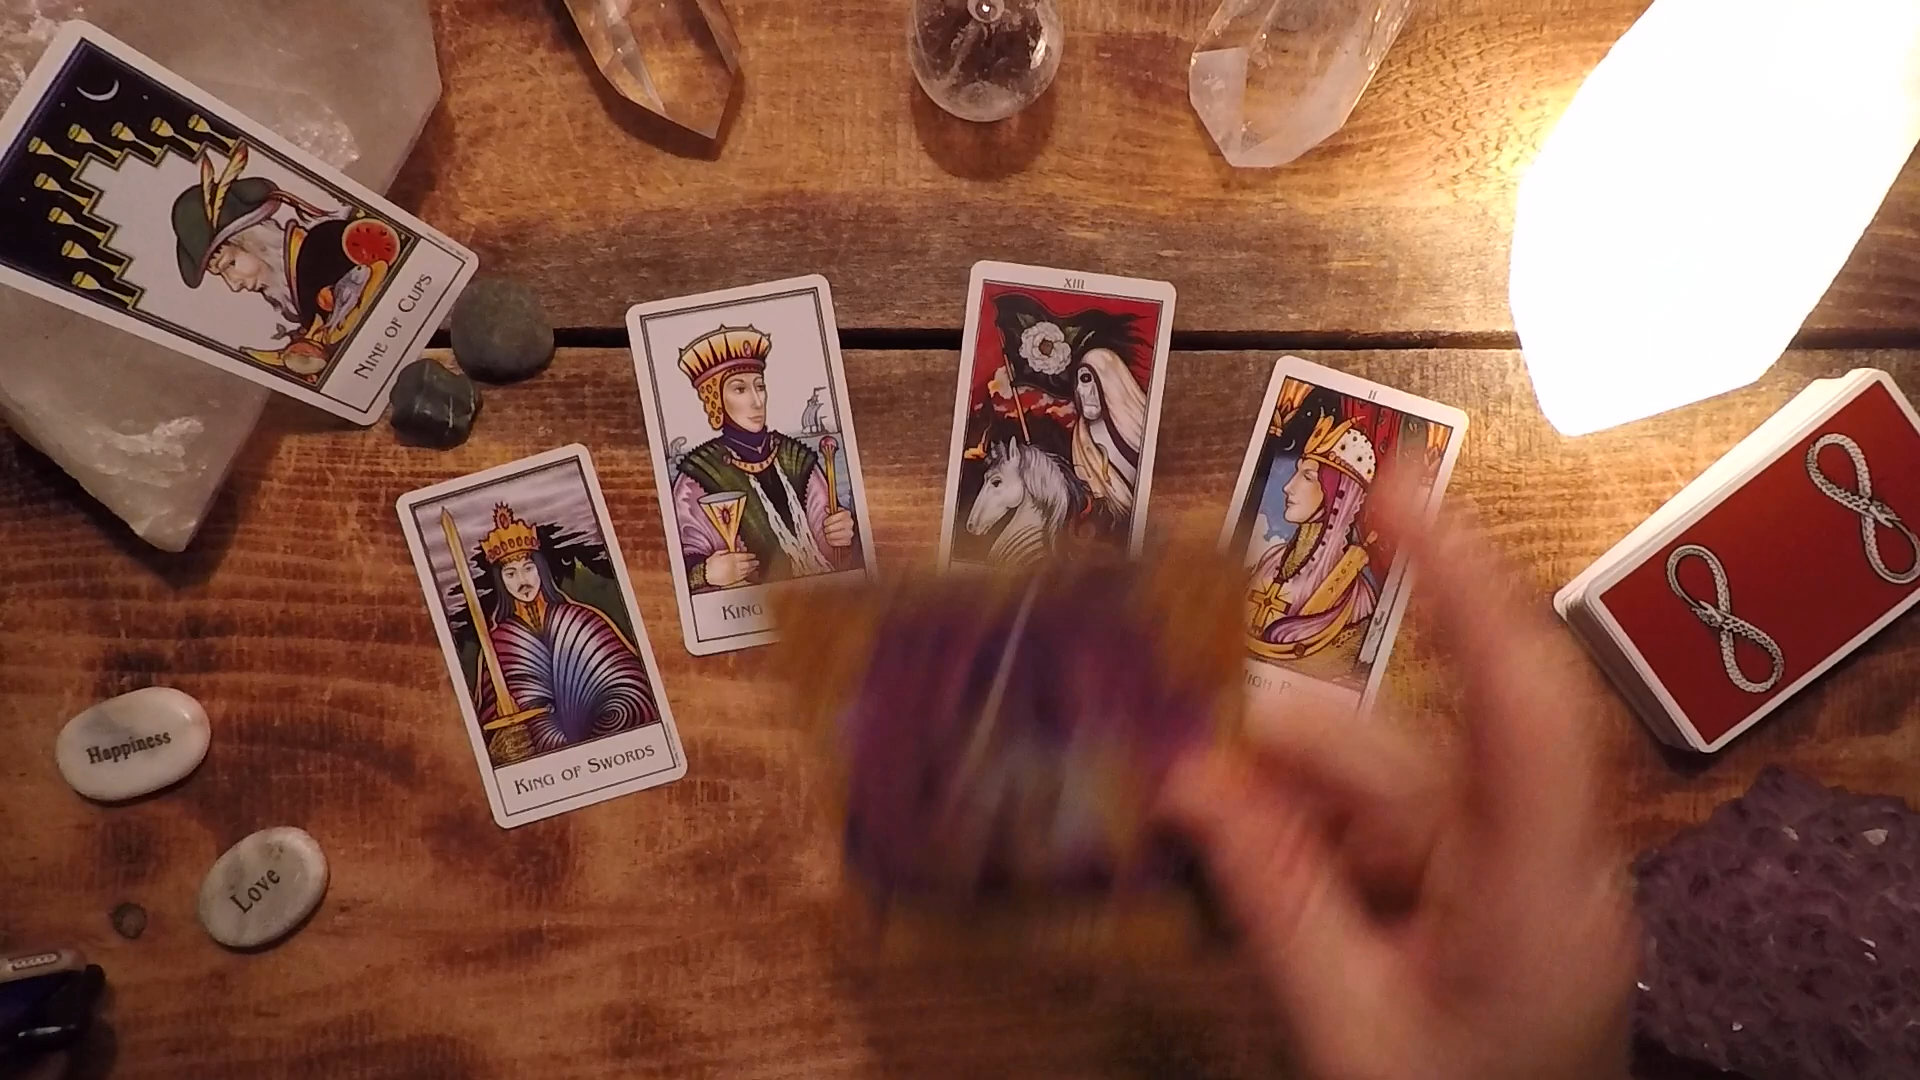 NINE OF CUPS
XIII
II
KING
KING OF SWORDS
Happiness
Love